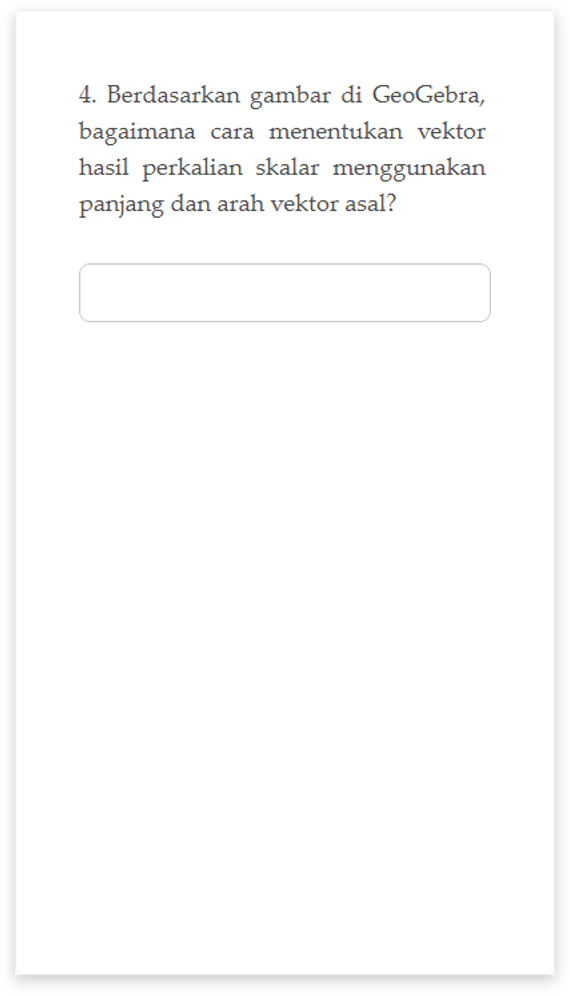 4. Berdasarkan gambar di GeoGebra,
bagaimana cara menentukan vektor
hasil perkalian skalar menggunakan
panjang dan arah vektor asal?